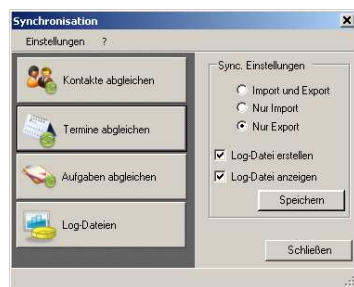 Synchronisation
Einstellungen ?
Kontakte abgleichen
Termine abgleichen
Aufgaben abgleichen
Log-Dateien
Sync. Einstellungen
Import und Export
Nur Import
Nur Export
Log-Datei erstellen
Log-Datei anzeigen
Speichern
Schließen